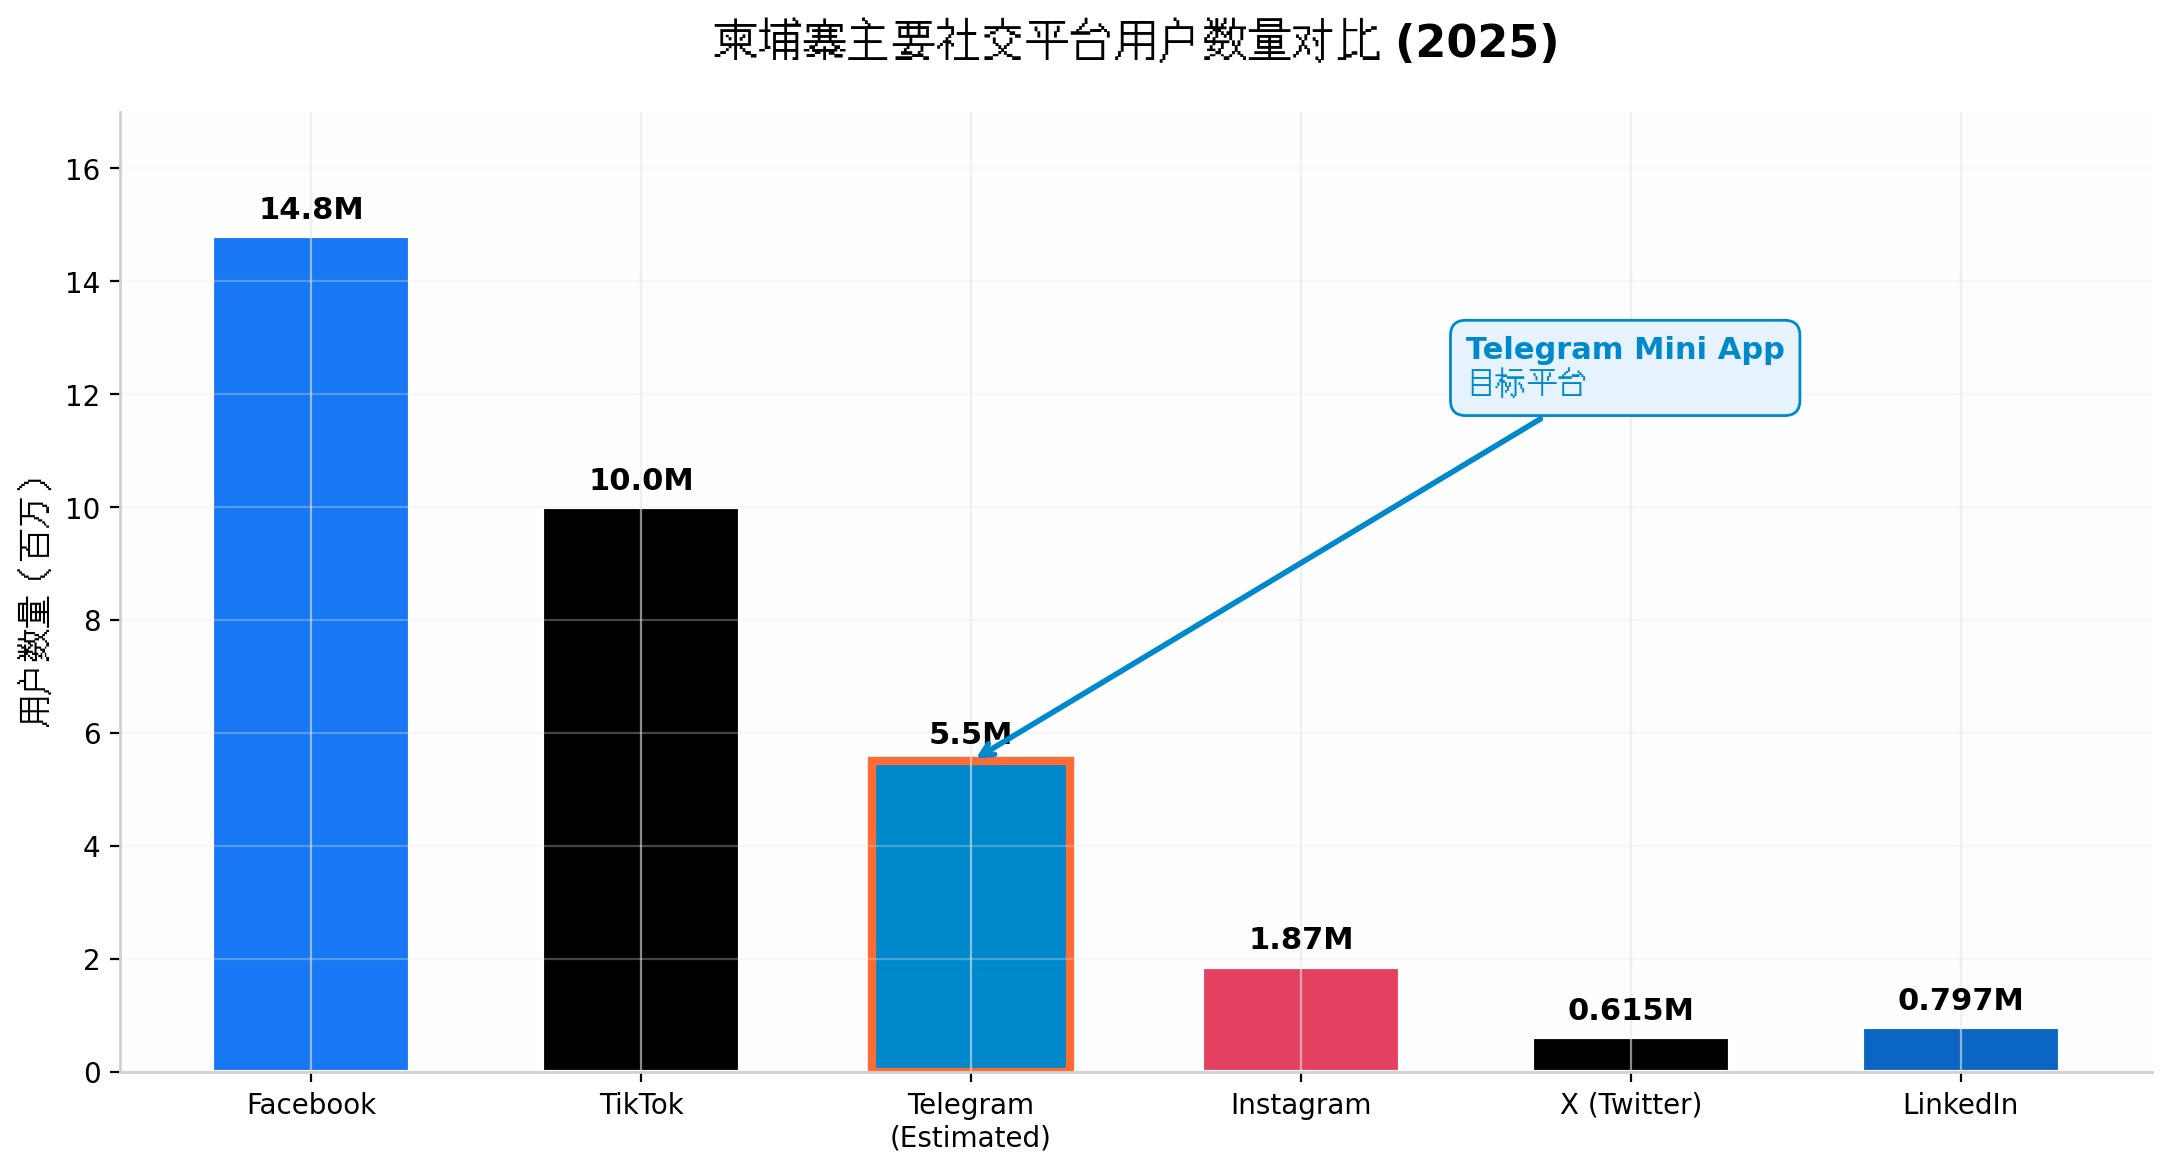 柬埔寨主要社交平台用户数量对比 (2025)
用户数量（百万）
16
14
12
10
8
6
4
2
0
14.8M
10.0M
5.5M
1.87M
0.615M
0.797M
Telegram Mini App
目标平台
Facebook
TikTok
Telegram
(Estimated)
Instagram
X (Twitter)
LinkedIn